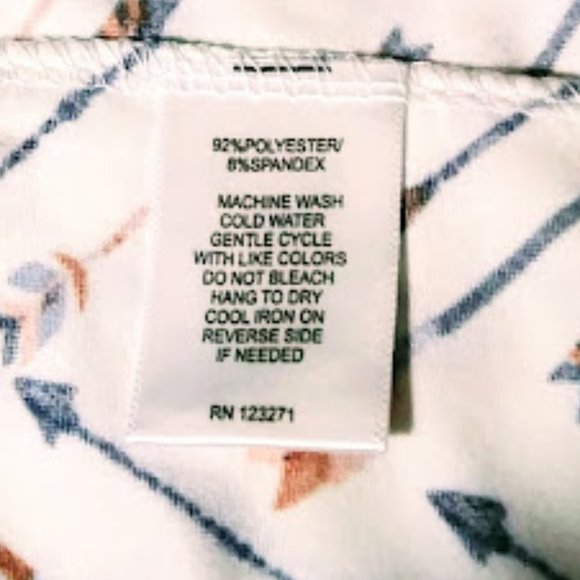 92%POLYESTER/
8%SPANDEX
MACHINE WASH
COLD WATER
GENTLE CYCLE
WITH LIKE COLORS
DO NOT BLEACH
HANG TO DRY
COOL IRON ON
REVERSE SIDE
IF NEEDED
RN 123271